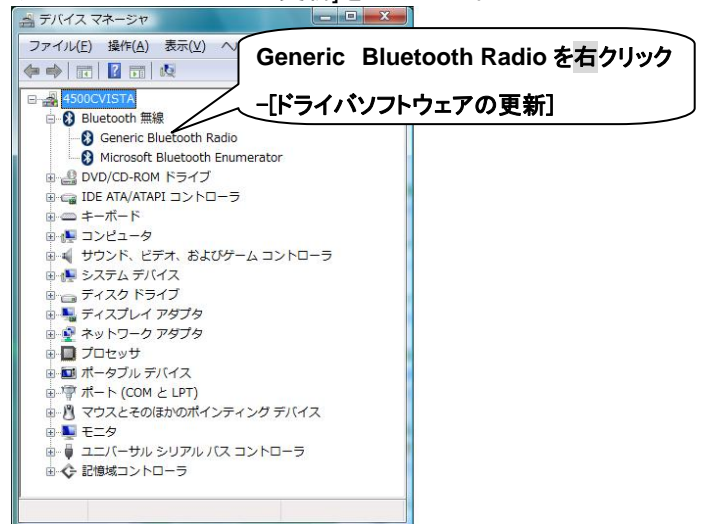 デバイス マネージャ
ファイル(F) 操作(A) 表示(V) ヘ
Generic Bluetooth Radio を右クリック
-[ドライバソフトウェアの更新]
4500CVISTA
Bluetooth 無線
Generic Bluetooth Radio
Microsoft Bluetooth Enumerator
DVD/CD-ROM ドライブ
IDE ATA/ATAPI コントローラ
キーボード
コンピュータ
サウンド、ビデオ、およびゲーム コントローラ
システム デバイス
ディスク ドライブ
ディスプレイ アダプタ
ネットワーク アダプタ
プロセッサ
ポータブル デバイス
ポート (COM と LPT)
マウスとそのほかのポインティング デバイス
モニタ
ユニバーサル シリアル バス コントローラ
記憶域コントローラ